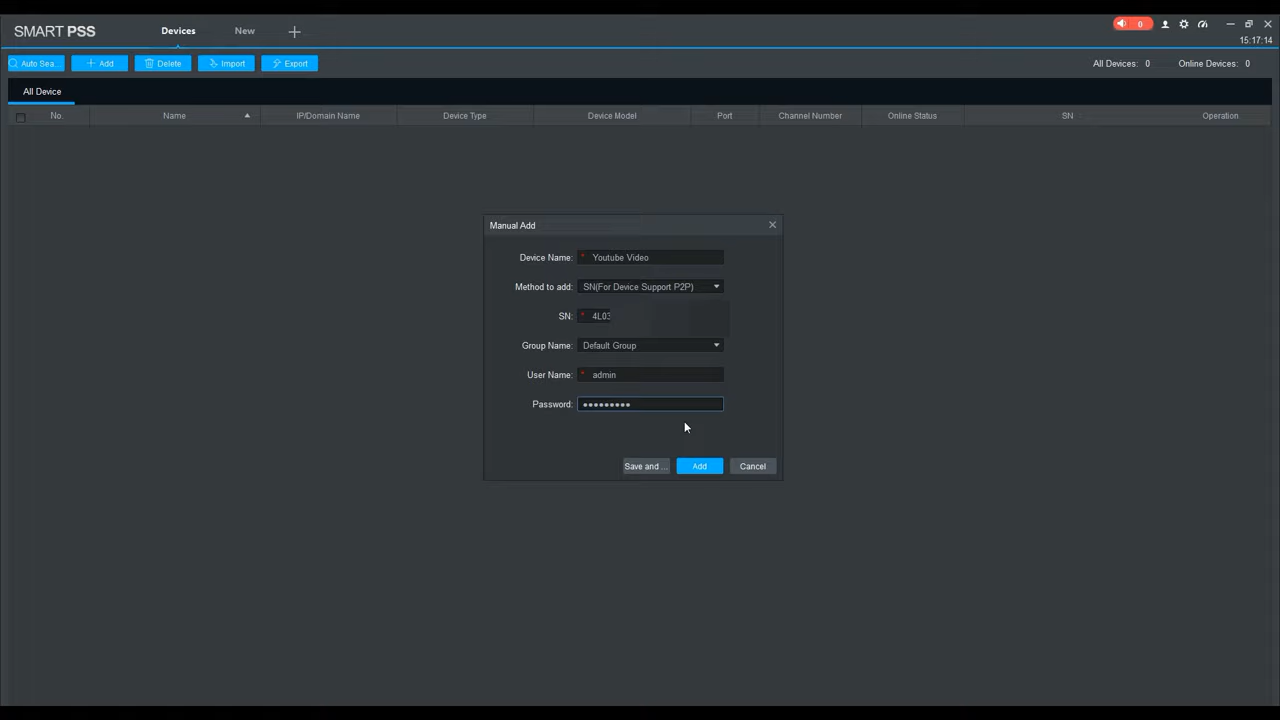 SMART PSS Devices New 0
15:17:14
Auto Sea... Add Delete Import Export All Devices: 0 Online Devices: 0
All Device
No. Name IP/Domain Name Device Type Device Model Port Channel Number Online Status SN Operation
Manual Add
Device Name: * Youtube Video
Method to add: SN(For Device Support P2P)
SN: * 4L03
Group Name: Default Group
User Name: * admin
Password: •••••••••
Save and ... Add Cancel